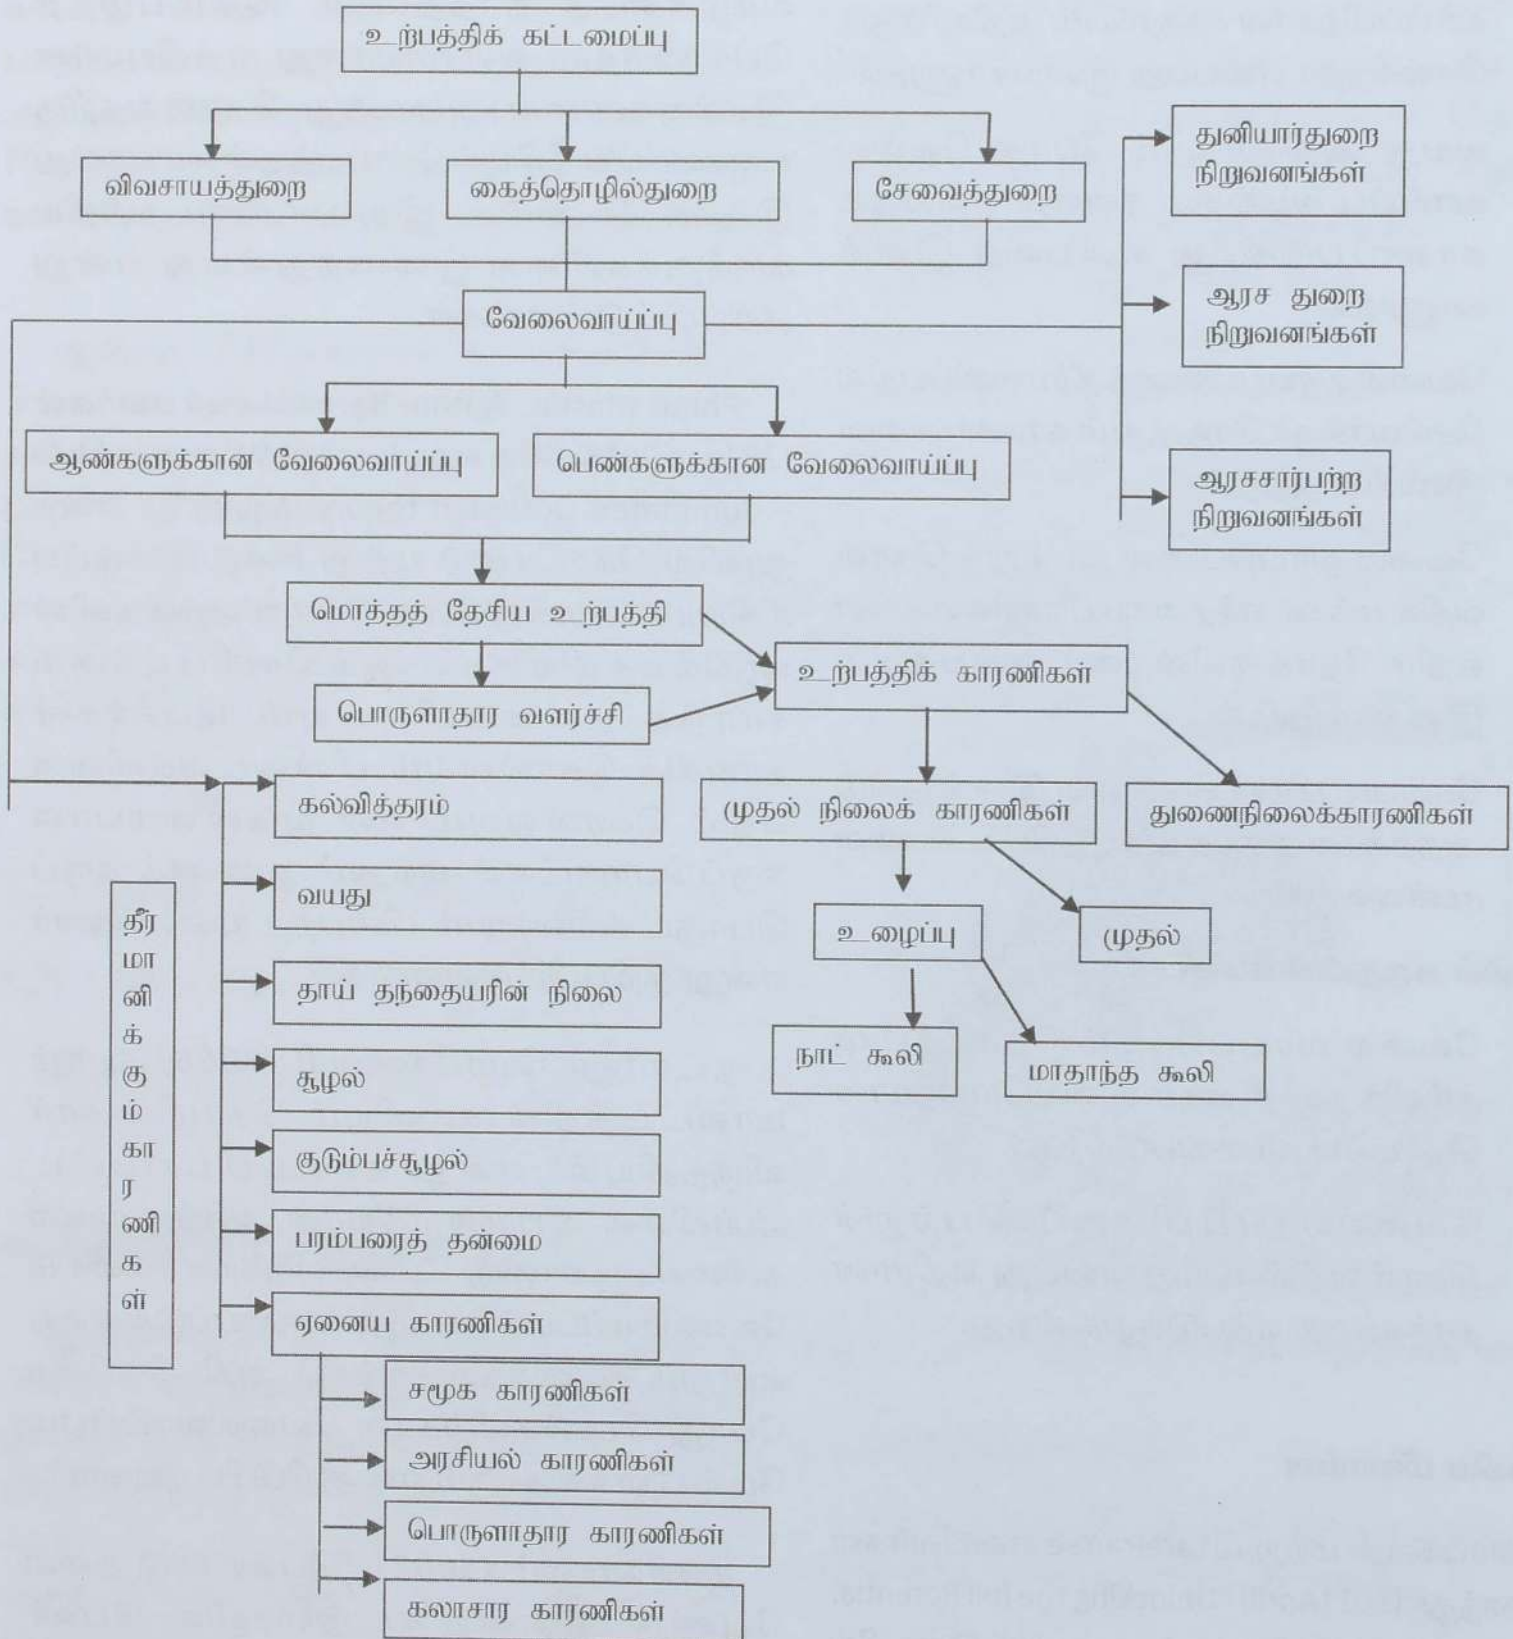 உற்பத்திக் கட்டமைப்பு
விவசாயத்துறை
கைத்தொழில்துறை
சேவைத்துறை
துனியார்துறை
நிறுவனங்கள்
ஆரச துறை
நிறுவனங்கள்
ஆரசசார்பற்ற
நிறுவனங்கள்
வேலைவாய்ப்பு
ஆண்களுக்கான வேலைவாய்ப்பு
பெண்களுக்கான வேலைவாய்ப்பு
மொத்தத் தேசிய உற்பத்தி
பொருளாதார வளர்ச்சி
உற்பத்திக் காரணிகள்
முதல் நிலைக் காரணிகள்
துணைநிலைக்காரணிகள்
உழைப்பு
முதல்
நாட் கூலி
மாதாந்த கூலி
தீர
மா
னி
க்
கு
ம்
கா
ர
ணி
க
ள்
கல்வித்தரம்
வயது
தாய் தந்தையரின் நிலை
சூழல்
குடும்பச்சூழல்
பரம்பரைத் தன்மை
ஏனைய காரணிகள்
சமூக காரணிகள்
அரசியல் காரணிகள்
பொருளாதார காரணிகள்
கலாசார காரணிகள்